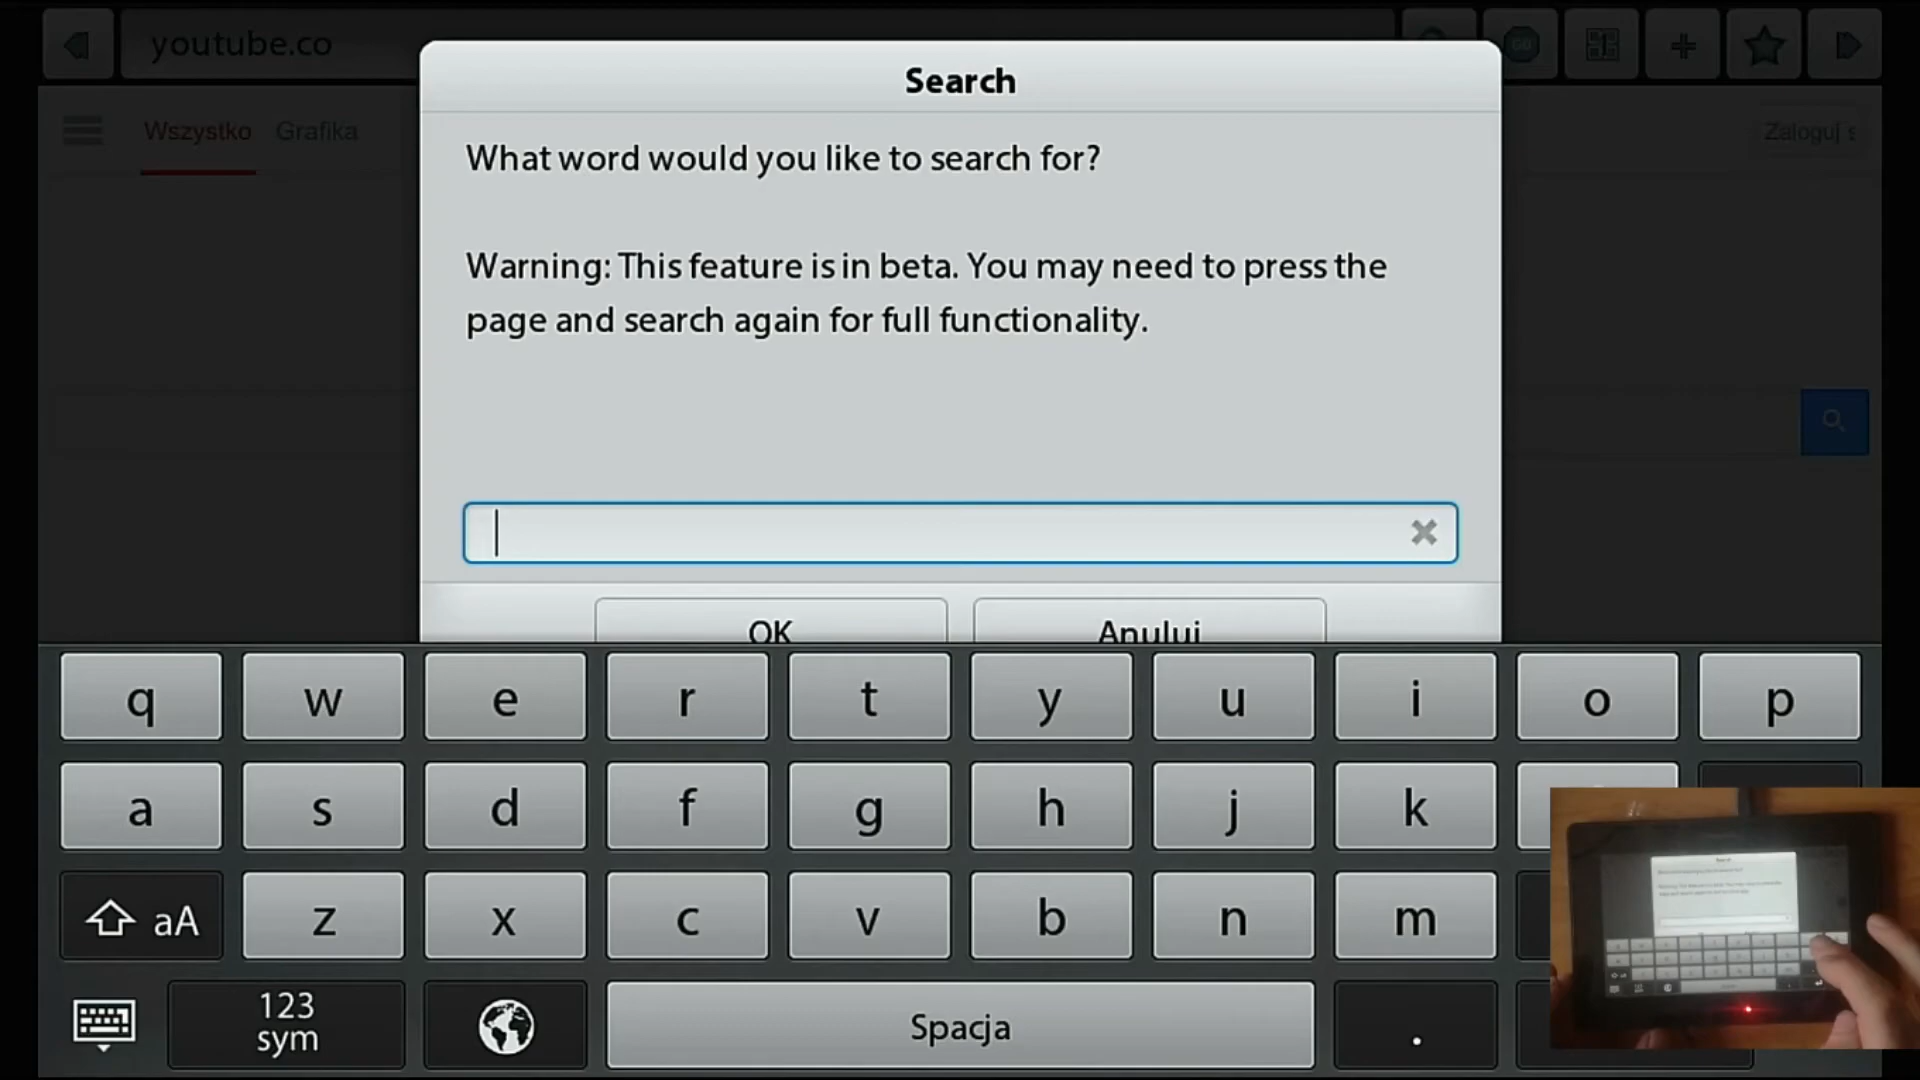 youtube.co
GO
Search
Wszystko Grafika
Zaloguj s
What word would you like to search for?
Warning: This feature is in beta. You may need to press the
page and search again for full functionality.
OK Anuluj
q w e r t y u i o p
a s d f g h j k
aA z x c v b n m
123
sym
Spacja
.